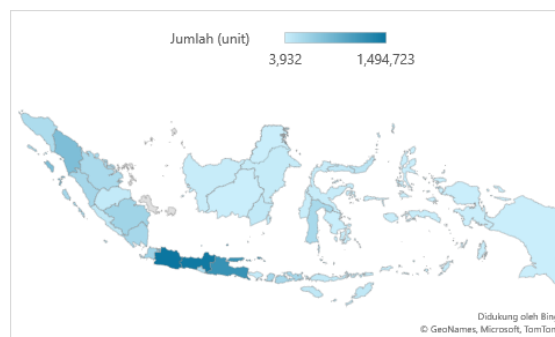 Jumlah (unit)
3,932 1,494,723
Didukung oleh Bing
© GeoNames, Microsoft, TomTom